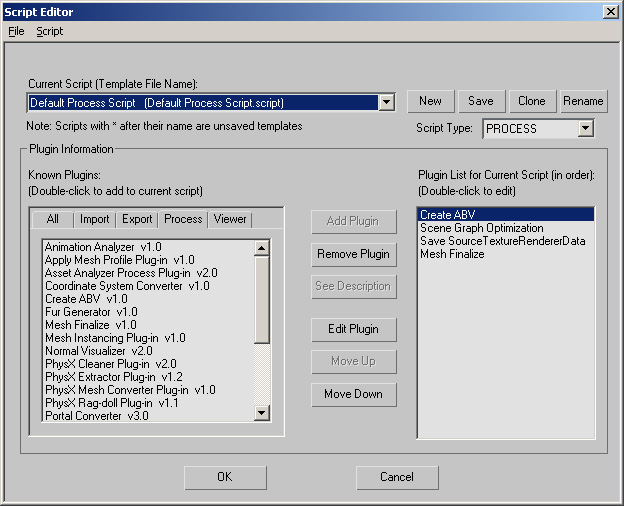 Script Editor
File Script
Current Script (Template File Name):
Default Process Script (Default Process Script.script)
New Save Clone Rename
Note: Scripts with * after their name are unsaved templates
Script Type: PROCESS
Plugin Information
Known Plugins:
(Double-click to add to current script)
Plugin List for Current Script (in order):
(Double-click to edit)
All Import Export Process Viewer
Animation Analyzer v1.0
Apply Mesh Profile Plug-in v1.0
Asset Analyzer Process Plug-in v2.0
Coordinate System Converter v1.0
Create ABV v1.0
Fur Generator v1.0
Mesh Finalize v1.0
Mesh Instancing Plug-in v1.0
Normal Visualizer v2.0
PhysX Cleaner Plug-in v2.0
PhysX Extractor Plug-in v1.2
PhysX Mesh Converter Plug-in v1.0
PhysX Rag-doll Plug-in v1.1
Portal Converter v3.0
Add Plugin
Remove Plugin
See Description
Edit Plugin
Move Up
Move Down
Create ABV
Scene Graph Optimization
Save SourceTextureRendererData
Mesh Finalize
OK Cancel